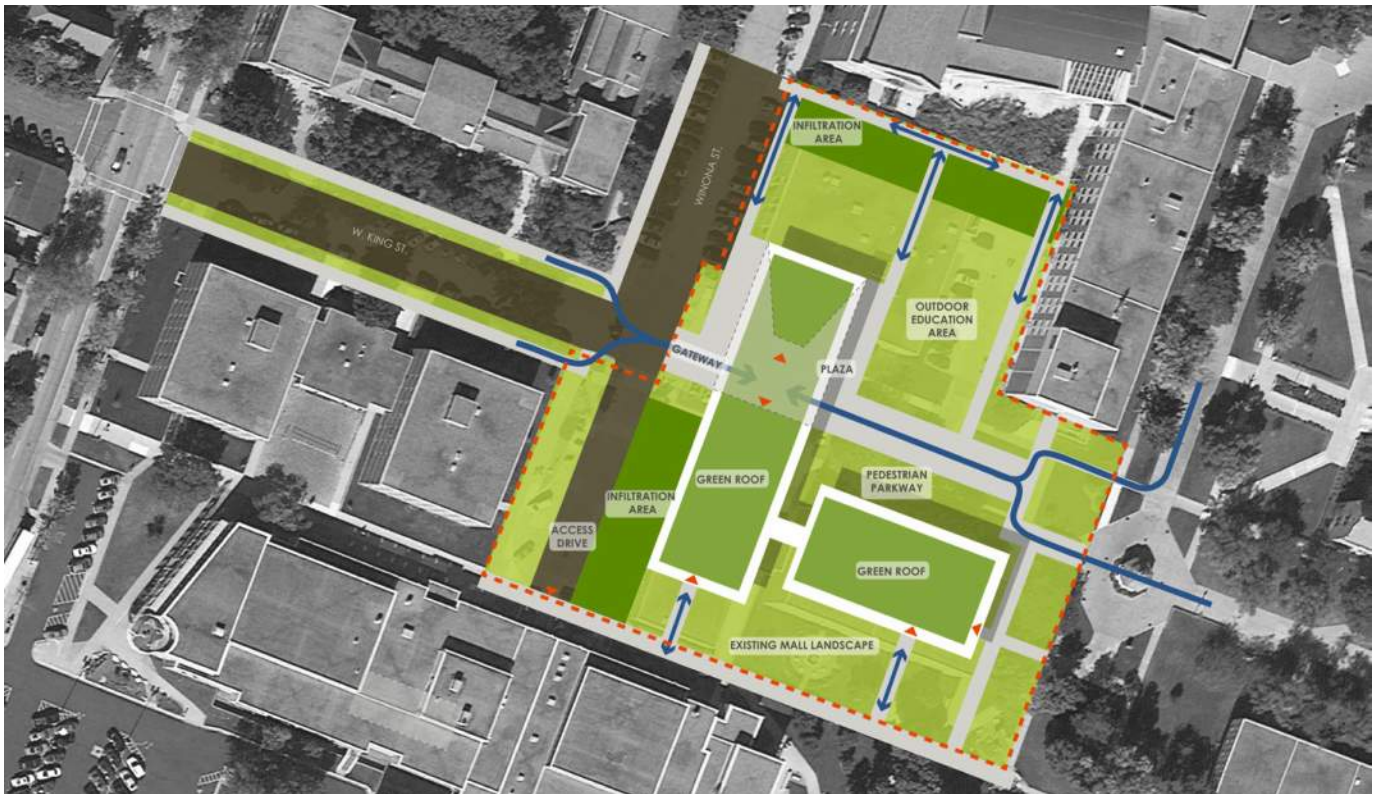 INFILTRATION
AREA
WINONA ST.
W. KING ST.
OUTDOOR
EDUCATION
AREA
GATEWAY
PLAZA
PEDESTRIAN
PARKWAY
GREEN ROOF
INFILTRATION
AREA
ACCESS
DRIVE
GREEN ROOF
EXISTING MALL LANDSCAPE